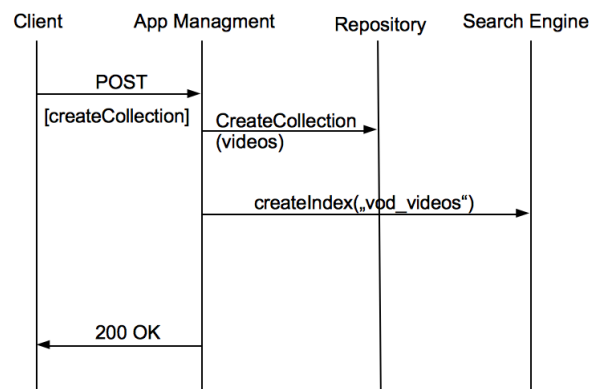 Client
App Managment
Repository
Search Engine
POST
[createCollection]
CreateCollection
(videos)
createIndex(„vod_videos“)
200 OK